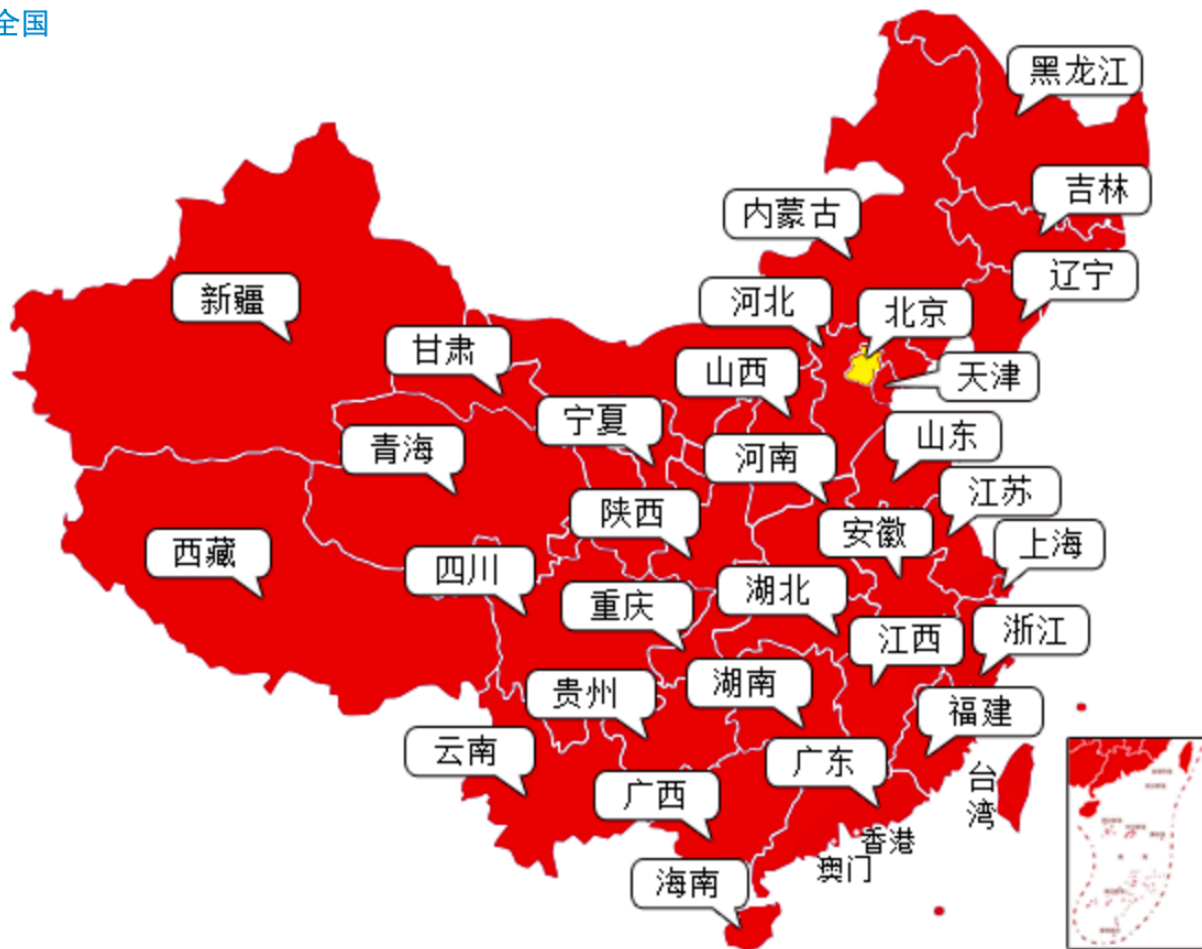 全国
黑龙江
吉林
内蒙古
辽宁
新疆
河北
北京
甘肃
山西
天津
宁夏
山东
青海
河南
江苏
陕西
安徽
上海
西藏
四川
湖北
重庆
浙江
江西
湖南
贵州
福建
云南
广东
台湾
广西
香港
澳门
海南